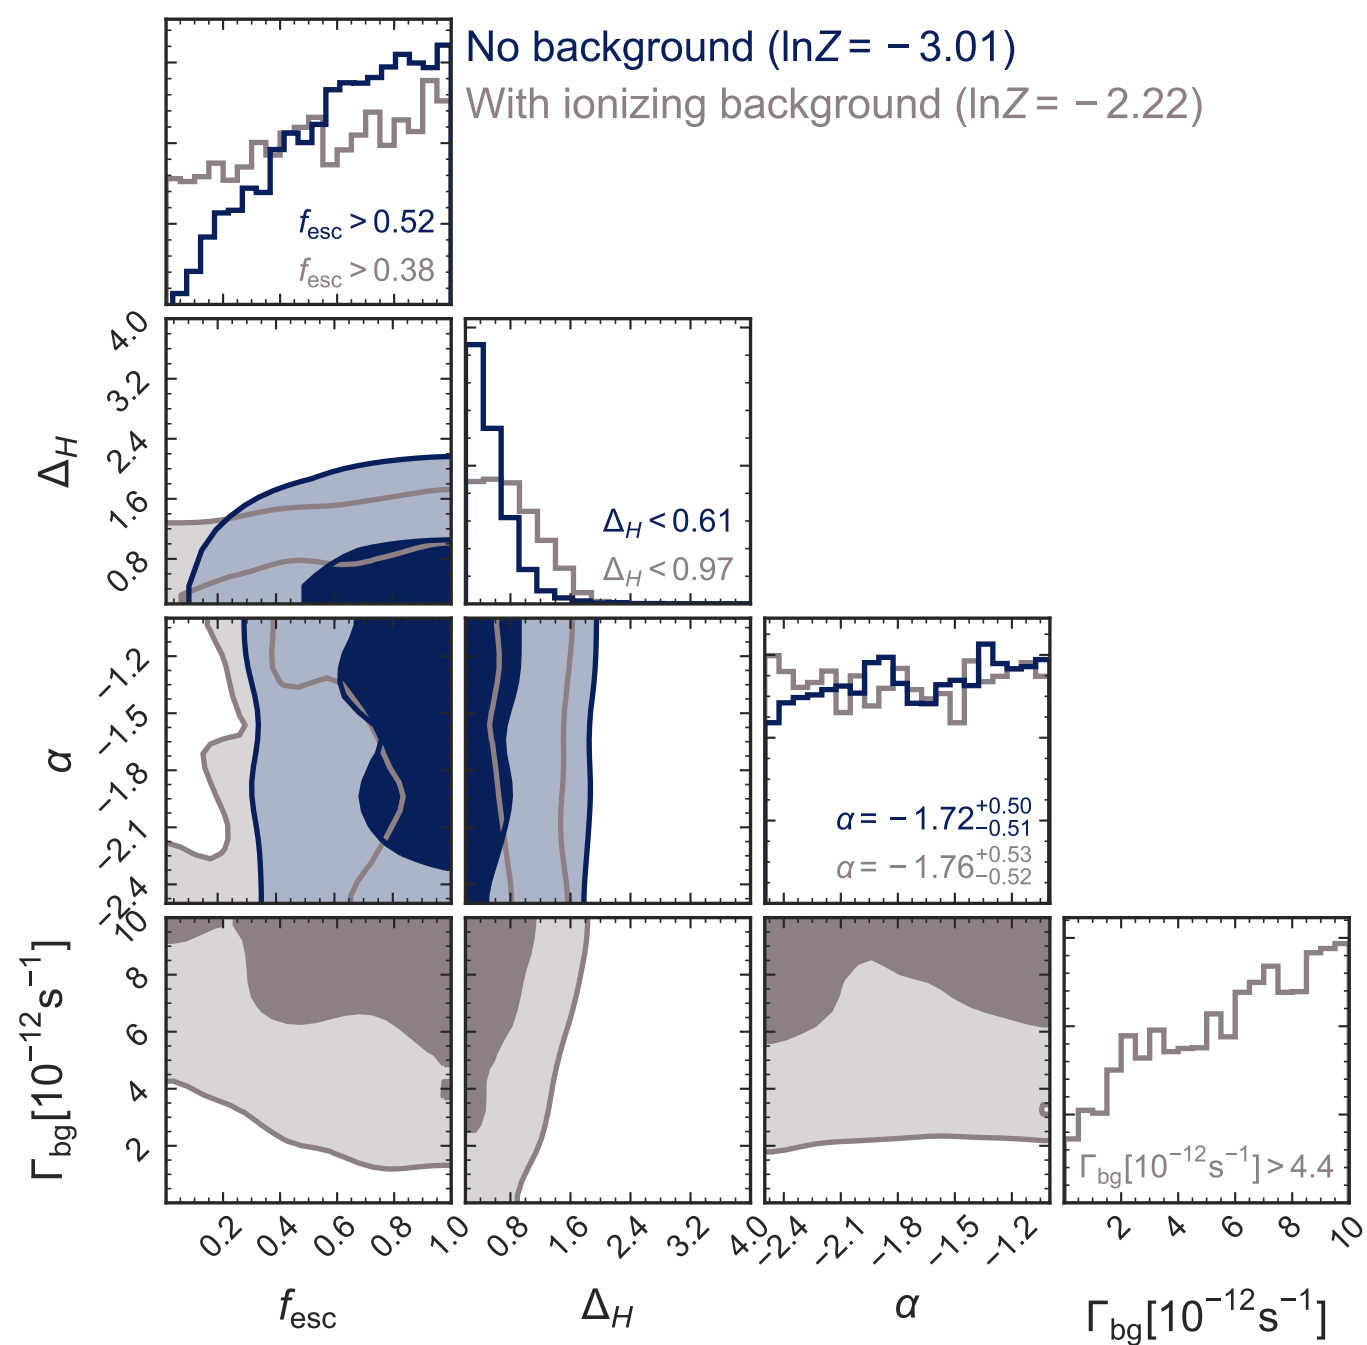 No background (lnZ = −3.01)
With ionizing background (lnZ = −2.22)
f_esc > 0.52
f_esc > 0.38
4.0
3.2
2.4
1.6
0.8
Δ_H
Δ_H < 0.61
Δ_H < 0.97
−1.2
−1.5
−1.8
−2.1
−2.4
α
α = −1.72^{+0.50}_{−0.51}
α = −1.76^{+0.53}_{−0.52}
10
8
6
4
2
Γ_bg[10^{−12}s^{−1}]
Γ_bg[10^{−12}s^{−1}] > 4.4
0.2 0.4 0.6 0.8 1.0
0.8 1.6 2.4 3.2 4.0
−2.4 −2.1 −1.8 −1.5 −1.2
2 4 6 8 10
f_esc
Δ_H
α
Γ_bg[10^{−12}s^{−1}]